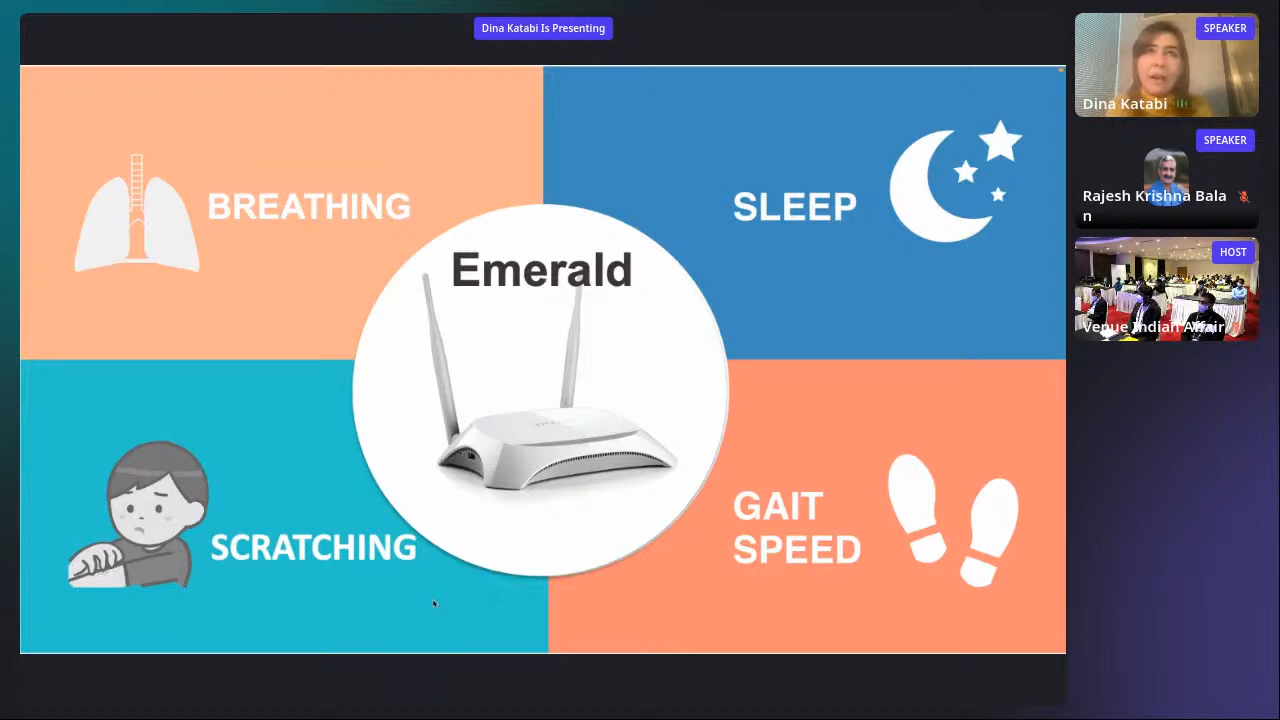 Dina Katabi Is Presenting
BREATHING
SLEEP
Emerald
SCRATCHING
GAIT
SPEED
SPEAKER
Dina Katabi
SPEAKER
Rajesh Krishna Bala
n
HOST
Venue Indian Affair